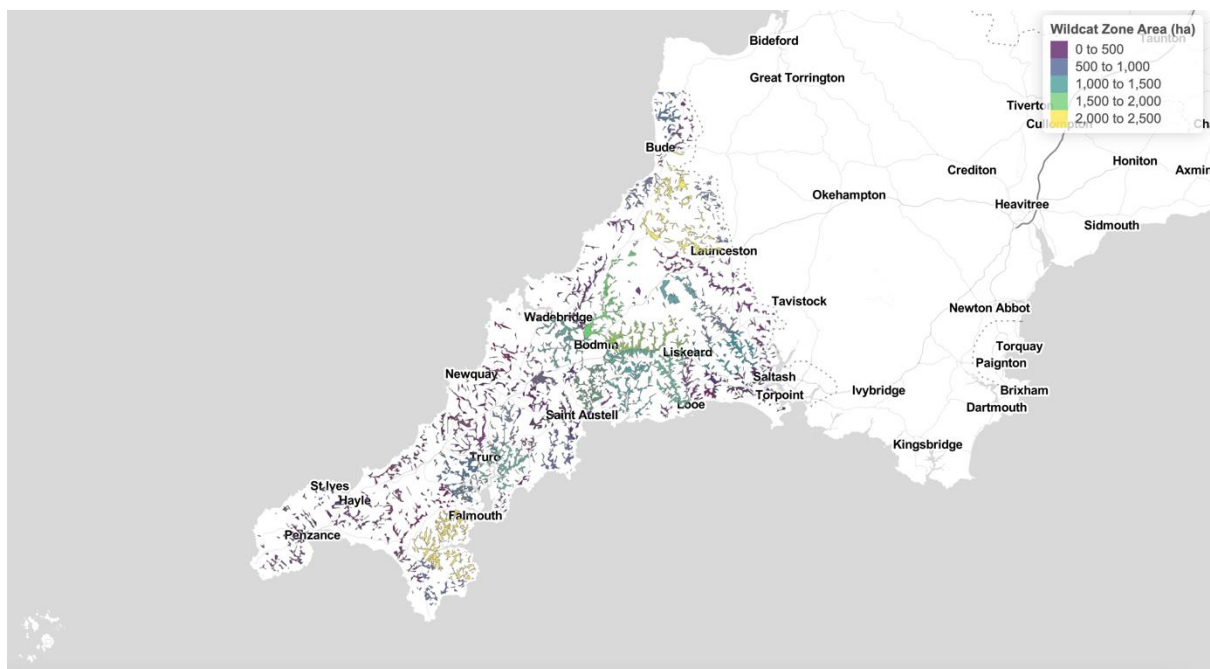 Wildcat Zone Area (ha)
0 to 500
500 to 1,000
1,000 to 1,500
1,500 to 2,000
2,000 to 2,500
Taunton
Bideford
Great Torrington
Tiverton
Cullompton
Bude
Crediton
Honiton
Okehampton
Heavitree
Sidmouth
Launceston
Tavistock
Newton Abbot
Wadebridge
Bodmin
Liskeard
Torquay
Paignton
Newquay
Saltash
Torpoint
Ivybridge
Brixham
Dartmouth
Saint Austell
Looe
Kingsbridge
Truro
St Ives
Hayle
Falmouth
Penzance